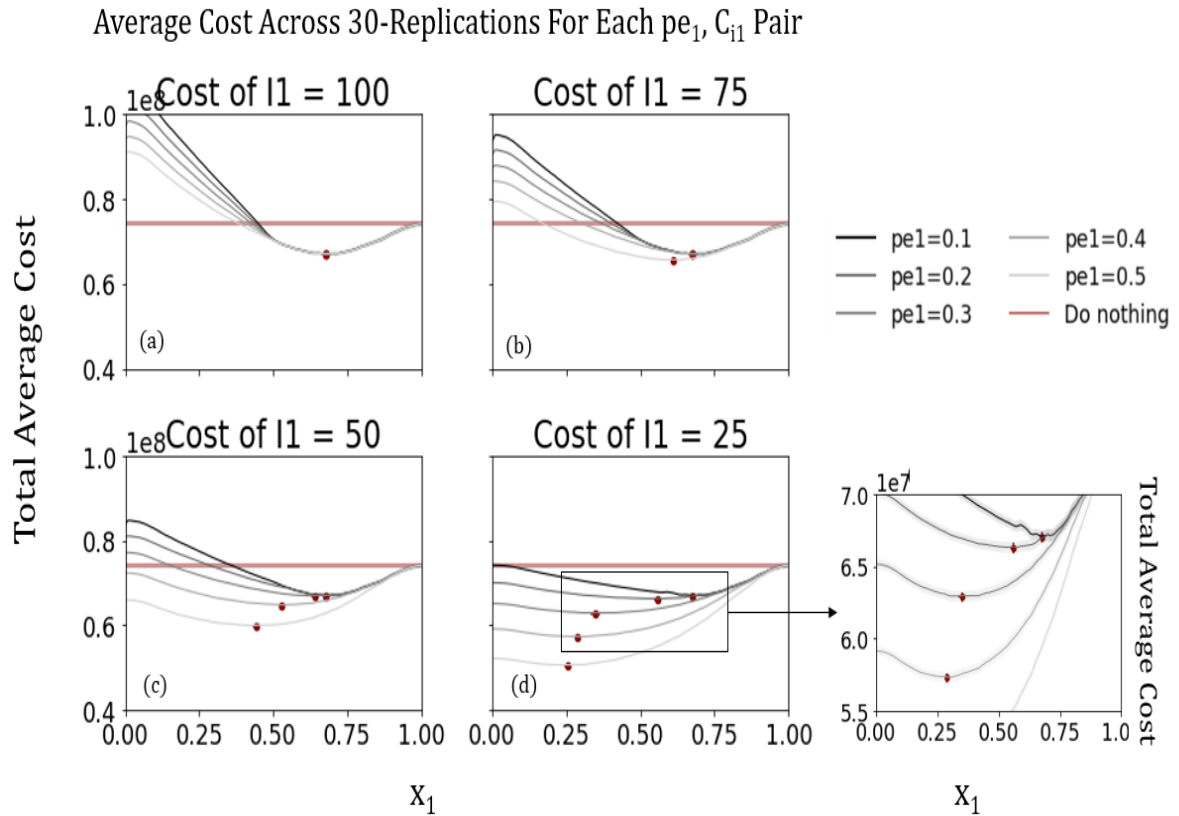 Average Cost Across 30-Replications For Each pe₁, Cᵢ₁ Pair
Total Average Cost
1e8
Cost of I1 = 100
1.0
0.8
0.6
0.4
(a)
Cost of I1 = 75
(b)
pe1=0.1
pe1=0.2
pe1=0.3
pe1=0.4
pe1=0.5
Do nothing
1e8
Cost of I1 = 50
1.0
0.8
0.6
0.4
(c)
0.00 0.25 0.50 0.75 1.00
Cost of I1 = 25
(d)
0.00 0.25 0.50 0.75 1.00
X₁
1e7
7.0
6.5
6.0
5.5
0.00 0.25 0.50 0.75 1.0
Total Average Cost
X₁